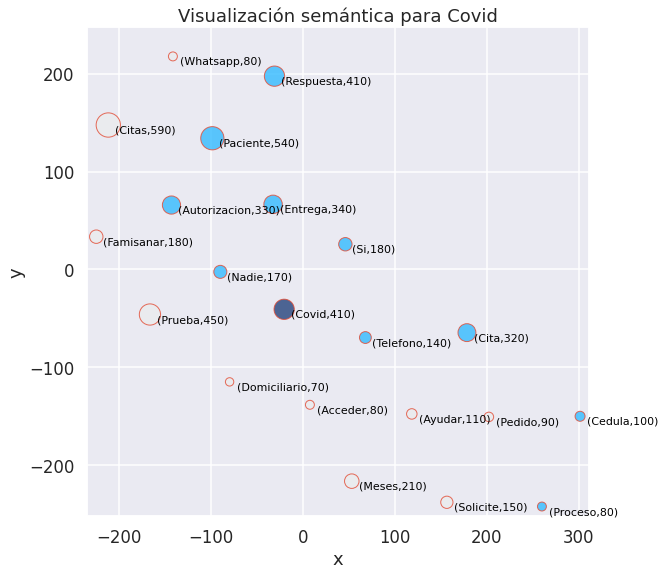 Visualización semántica para Covid
(Whatsapp,80)
(Respuesta,410)
(Citas,590)
(Paciente,540)
(Autorizacion,330)
(Entrega,340)
(Famisanar,180)
(Si,180)
(Nadie,170)
(Covid,410)
(Prueba,450)
(Cita,320)
(Telefono,140)
(Domiciliario,70)
(Acceder,80)
(Ayudar,110)
(Pedido,90)
(Cedula,100)
(Meses,210)
(Solicite,150)
(Proceso,80)
y
200
100
0
−100
−200
−200
−100
0
100
200
300
x